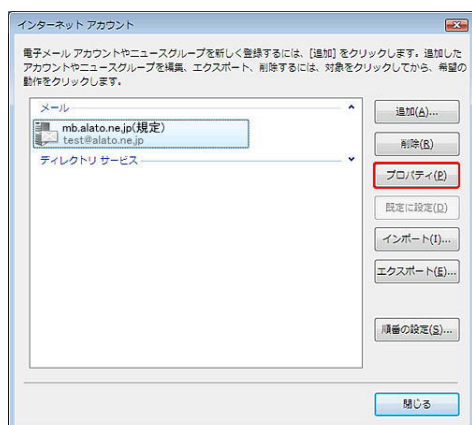 インターネット アカウント
電子メール アカウントやニュースグループを新しく登録するには、[追加] をクリックします。追加した
アカウントやニュースグループを編集、エクスポート、削除するには、対象をクリックしてから、希望の
動作をクリックします。
メール
mb.alato.ne.jp(規定)
test@alato.ne.jp
ディレクトリ サービス
追加(A)...
削除(R)
プロパティ(P)
既定に設定(D)
インポート(I)...
エクスポート(E)...
順番の設定(S)...
閉じる